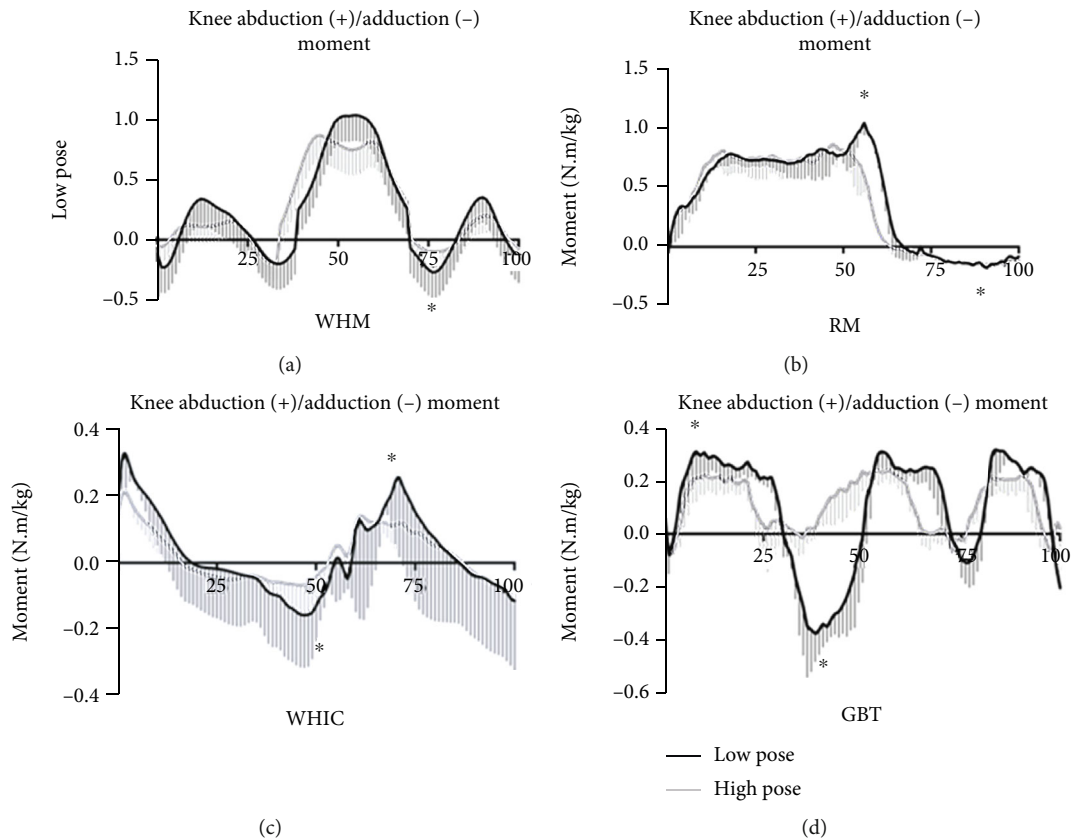 Knee abduction (+)/adduction (–)
moment
Low pose
1.5
1.0
0.5
0.0
–0.5
25
50
75
100
*
WHM
(a)
Knee abduction (+)/adduction (–)
moment
Moment (N.m/kg)
1.5
1.0
0.5
–0.0
–0.5
25
50
75
100
*
*
RM
(b)
Knee abduction (+)/adduction (–) moment
Moment (N.m/kg)
0.4
0.2
0.0
–0.2
–0.4
25
50
75
100
*
*
WHIC
(c)
Knee abduction (+)/adduction (–) moment
Moment (N.m/kg)
0.4
0.2
0.0
–0.2
–0.4
–0.6
25
50
75
100
*
*
GBT
Low pose
High pose
(d)